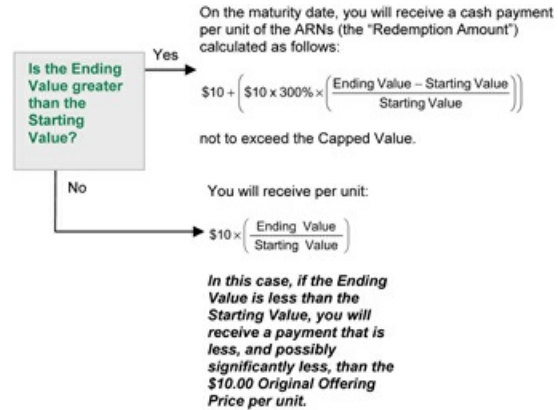 On the maturity date, you will receive a cash payment
per unit of the ARNs (the “Redemption Amount”)
calculated as follows:
Yes
Is the Ending
Value greater
than the
Starting
Value?
$10 + ( $10 x 300% × ( Ending Value – Starting Value
Starting Value ) )
not to exceed the Capped Value.
No
You will receive per unit:
$10 × ( Ending Value
Starting Value )
In this case, if the Ending
Value is less than the
Starting Value, you will
receive a payment that is
less, and possibly
significantly less, than the
$10.00 Original Offering
Price per unit.